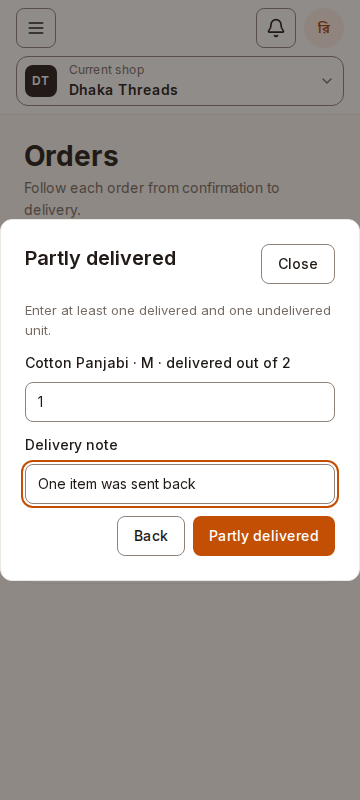 रि
Current shop
DT
Dhaka Threads
Orders
Follow each order from confirmation to
delivery.
Partly delivered
Close
Enter at least one delivered and one undelivered
unit.
Cotton Panjabi · M · delivered out of 2
1
Delivery note
One item was sent back
Back
Partly delivered